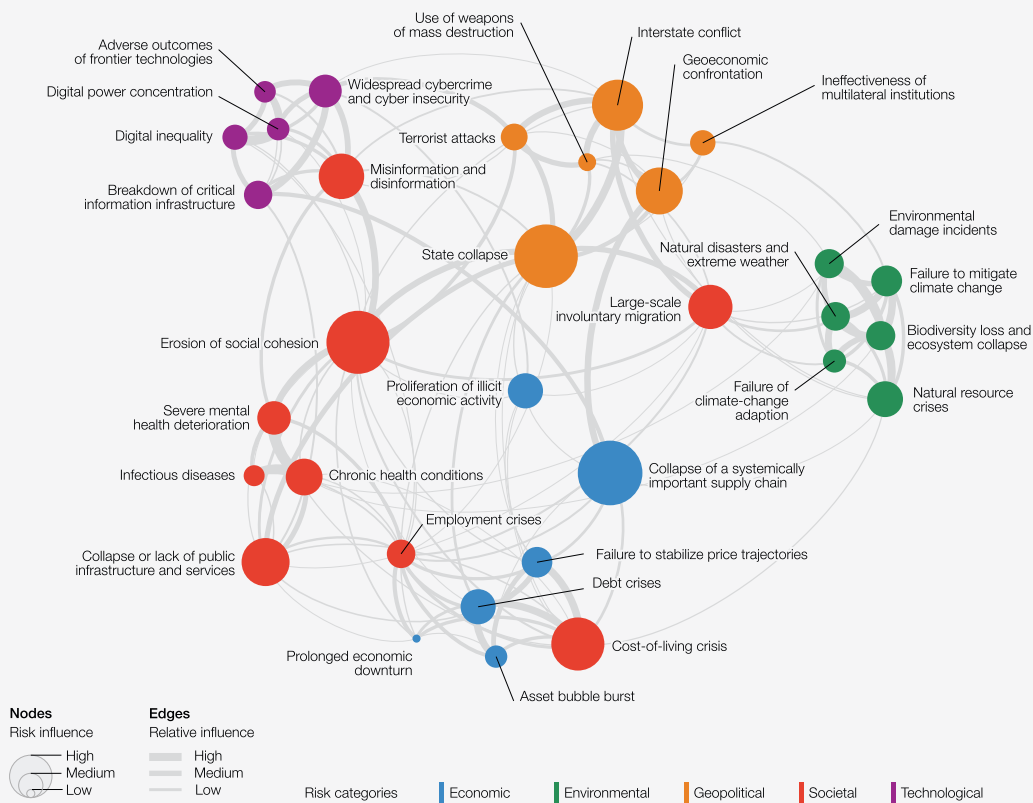 Use of weapons
of mass destruction
Interstate conflict
Adverse outcomes
of frontier technologies
Geoeconomic
confrontation
Ineffectiveness of
multilateral institutions
Digital power concentration
Widespread cybercrime
and cyber insecurity
Digital inequality
Terrorist attacks
Misinformation and
disinformation
Breakdown of critical
information infrastructure
Environmental
damage incidents
State collapse
Natural disasters and
extreme weather
Failure to mitigate
climate change
Large-scale
involuntary migration
Biodiversity loss and
ecosystem collapse
Erosion of social cohesion
Proliferation of illicit
economic activity
Failure of
climate-change
adaption
Natural resource
crises
Severe mental
health deterioration
Infectious diseases
Chronic health conditions
Collapse of a systemically
important supply chain
Employment crises
Collapse or lack of public
infrastructure and services
Failure to stabilize price trajectories
Debt crises
Prolonged economic
downturn
Cost-of-living crisis
Asset bubble burst
Nodes
Risk influence
High
Medium
Low
Edges
Relative influence
High
Medium
Low
Risk categories
Economic
Environmental
Geopolitical
Societal
Technological